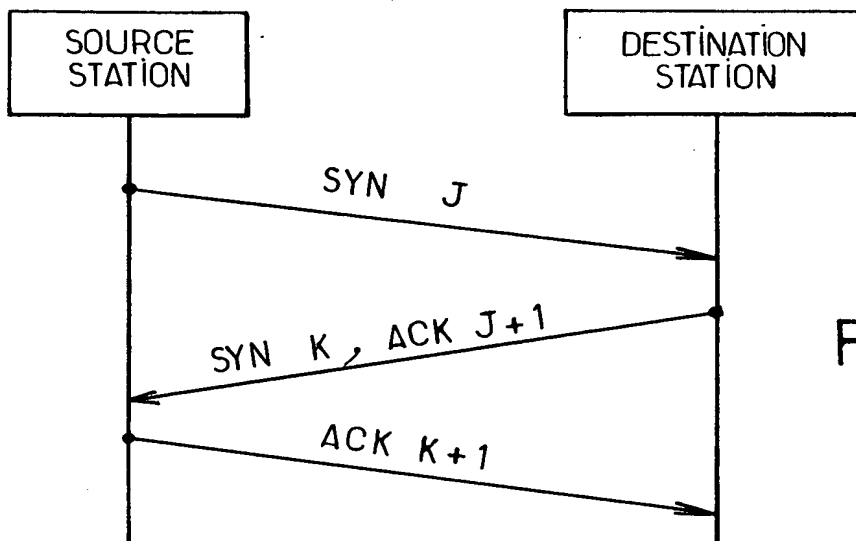 SOURCE
STATION
DESTINATION
STATION
SYN J
SYN K, ACK J+1
ACK K+1
F